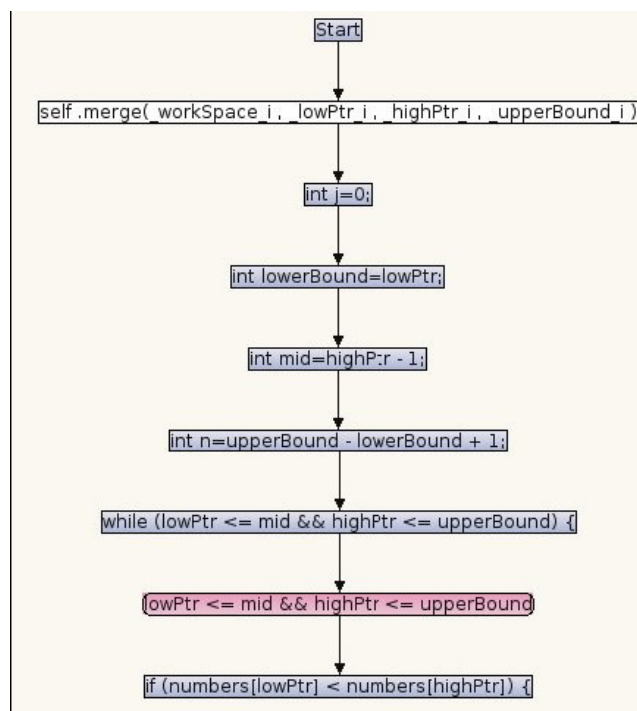 Start
self .merge(_workSpace_i , _lowPtr_i , _highPtr_i , _upperBound_i )
int j=0;
int lowerBound=lowPtr;
int mid=highPtr - 1;
int n=upperBound - lowerBound + 1;
while (lowPtr <= mid && highPtr <= upperBound) {
lowPtr <= mid && highPtr <= upperBound
if (numbers[lowPtr] < numbers[highPtr]) {